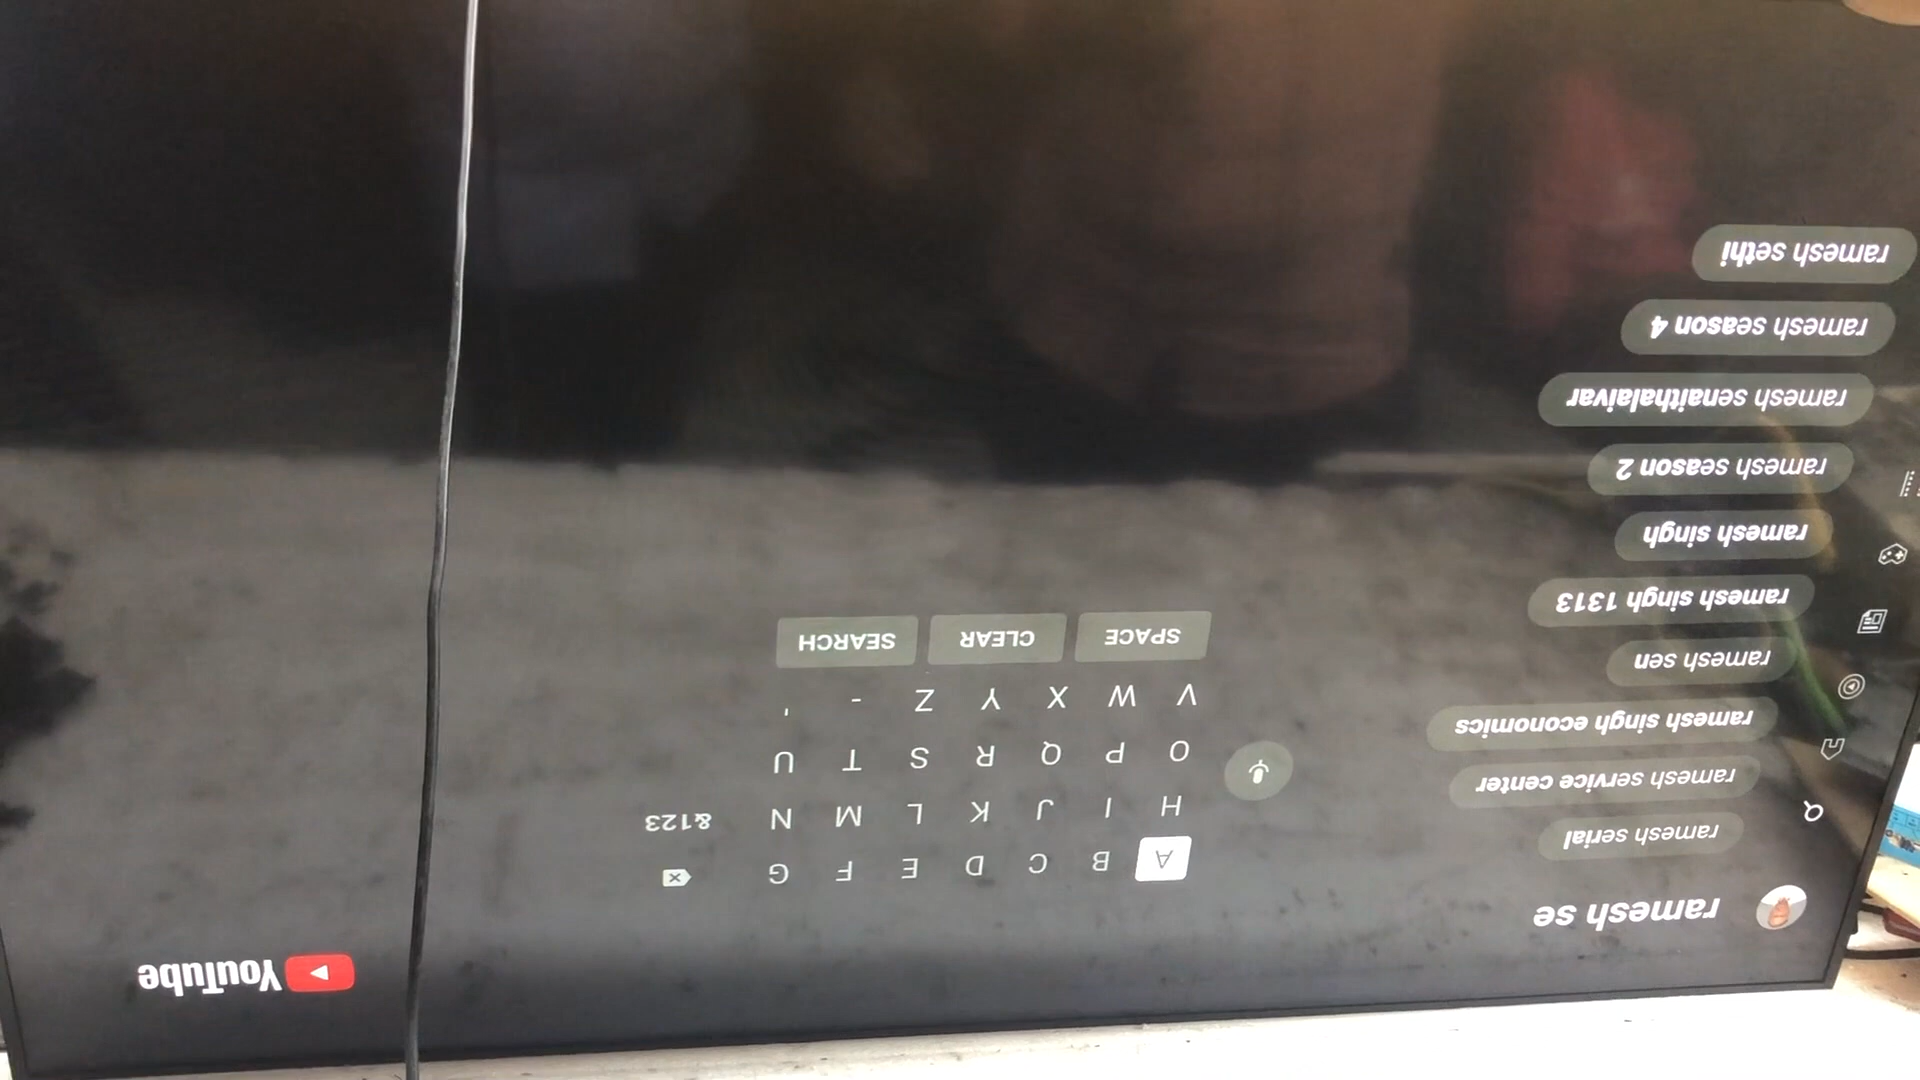 YouTube
ramesh se
ramesh serial
ramesh service center
ramesh singh economics
ramesh sen
ramesh singh 1313
ramesh singh
ramesh season 2
ramesh senaithalaivar
ramesh season 4
ramesh sethi
A B C D E F G
H I J K L M N &123
O P Q R S T U
V W X Y Z - '
SPACE CLEAR SEARCH